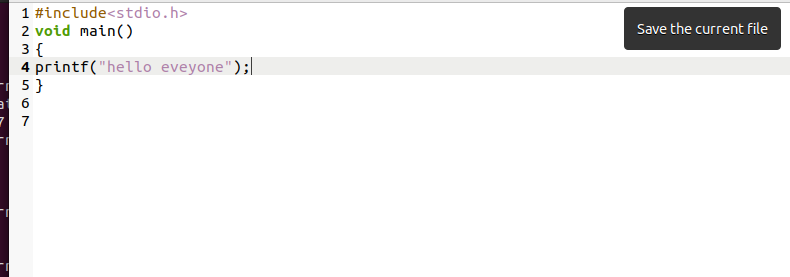 1 #include<stdio.h>
2 void main()
3 {
4 printf("hello eveyone");
5 }
6
7
Save the current file